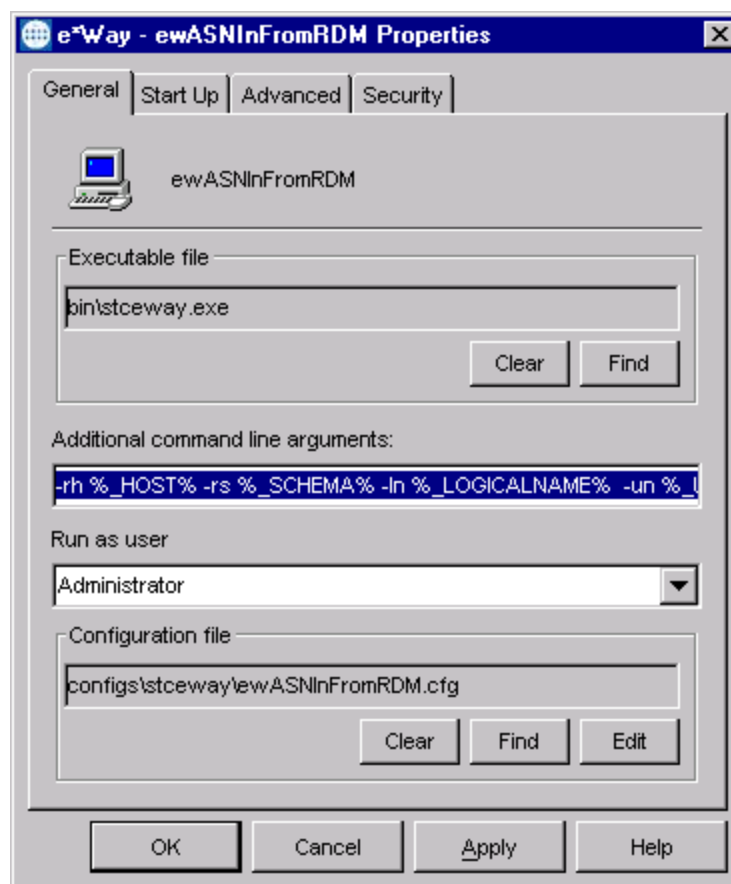 e*Way - ewASNInFromRDM Properties
General Start Up Advanced Security
ewASNInFromRDM
Executable file
bin\stceway.exe
Clear Find
Additional command line arguments:
-rh %_HOST% -rs %_SCHEMA% -ln %_LOGICALNAME% -un %_
Run as user
Administrator
Configuration file
configs\stceway\ewASNInFromRDM.cfg
Clear Find Edit
OK Cancel Apply Help